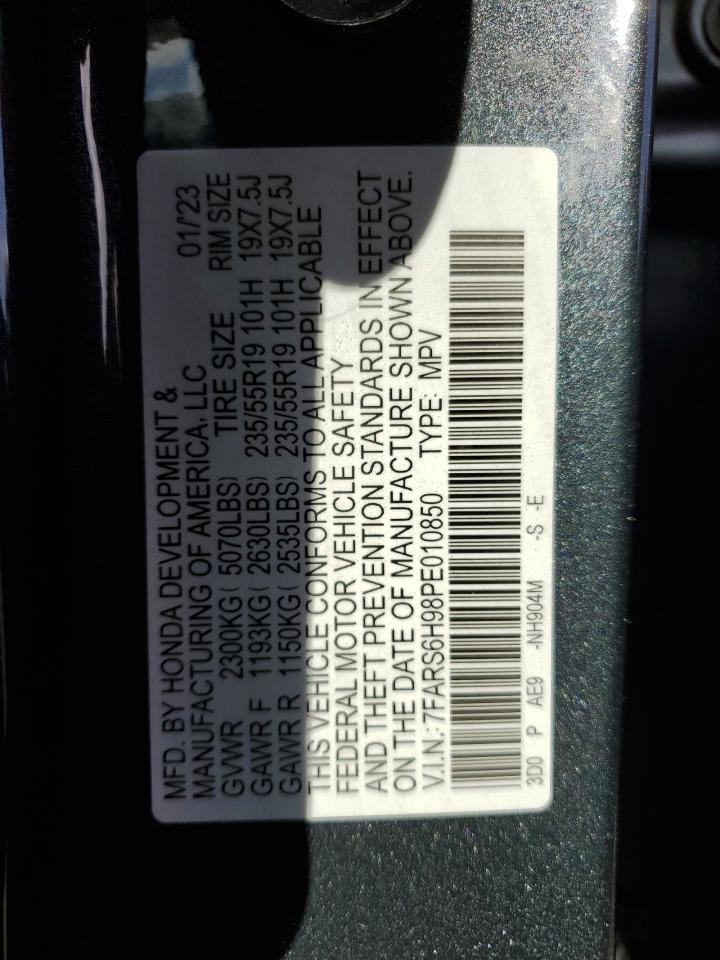 MFD. BY HONDA DEVELOPMENT &
MANUFACTURING OF AMERICA, LLC 01/'23
GVWR 2300KG( 5070LBS) TIRE SIZE RIM SIZE
GAWR F 1193KG( 2630LBS) 235/55R19 101H 19X7.5J
GAWR R 1150KG( 2535LBS) 235/55R19 101H 19X7.5J
THIS VEHICLE CONFORMS TO ALL APPLICABLE
FEDERAL MOTOR VEHICLE SAFETY
AND THEFT PREVENTION STANDARDS IN EFFECT
ON THE DATE OF MANUFACTURE SHOWN ABOVE.
V.I.N.: 7FARS6H98PE010850 TYPE: MPV
3D0 P AE9 -NH904M -S -E